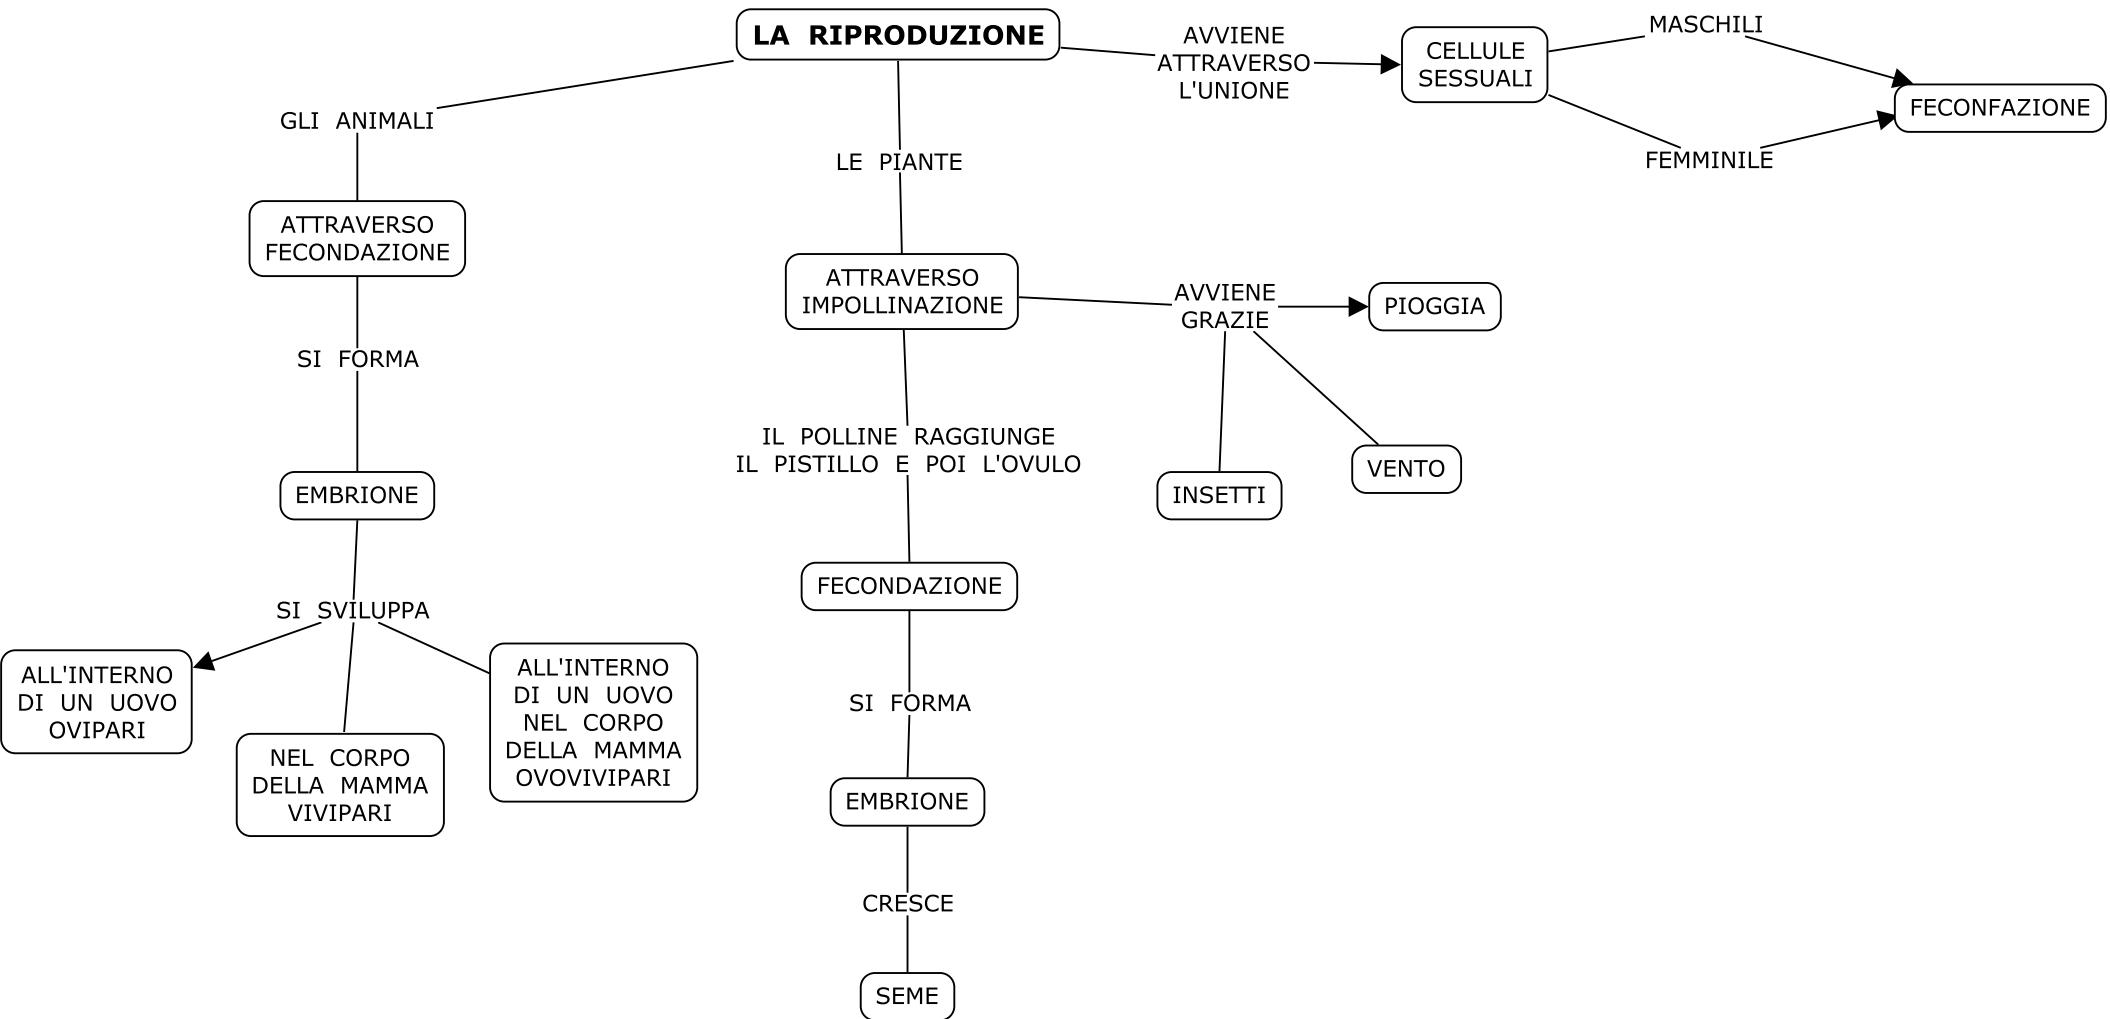 LA RIPRODUZIONE
AVVIENE
ATTRAVERSO
L'UNIONE
CELLULE
SESSUALI
MASCHILI
FEMMINILE
FECONFAZIONE
GLI ANIMALI
ATTRAVERSO
FECONDAZIONE
SI FORMA
EMBRIONE
SI SVILUPPA
ALL'INTERNO
DI UN UOVO
OVIPARI
NEL CORPO
DELLA MAMMA
VIVIPARI
ALL'INTERNO
DI UN UOVO
NEL CORPO
DELLA MAMMA
OVOVIVIPARI
LE PIANTE
ATTRAVERSO
IMPOLLINAZIONE
AVVIENE
GRAZIE
PIOGGIA
INSETTI
VENTO
IL POLLINE RAGGIUNGE
IL PISTILLO E POI L'OVULO
FECONDAZIONE
SI FORMA
EMBRIONE
CRESCE
SEME